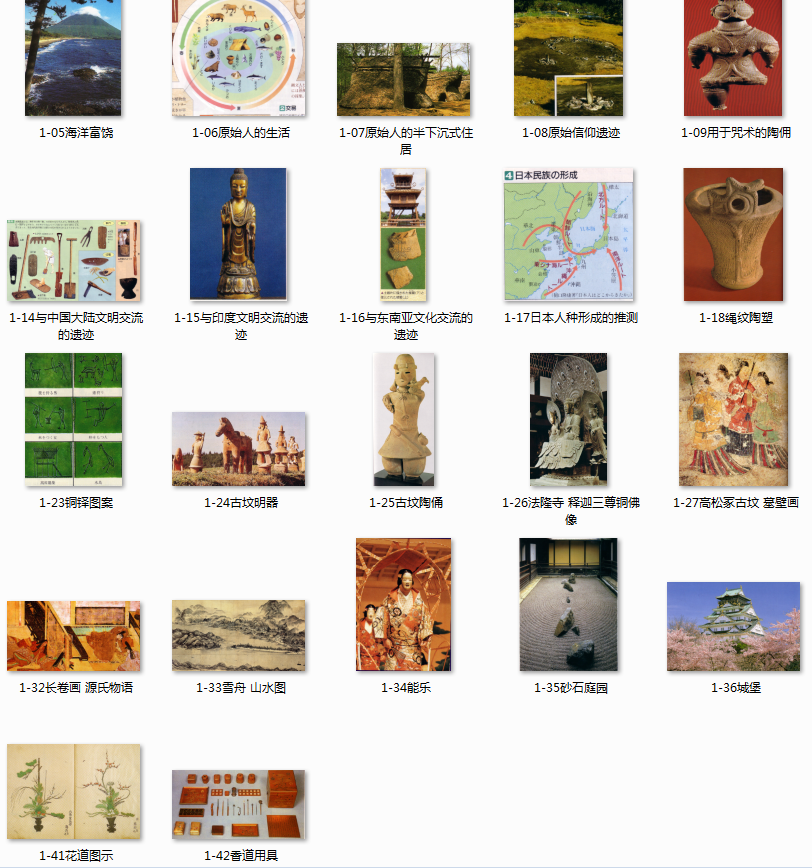 1-05海洋富饶
1-06原始人的生活
1-07原始人的半下沉式住
居
1-08原始信仰遗迹
1-09用于咒术的陶俑
4 日本民族の形成
1-14与中国大陆文明交流
的遗迹
1-15与印度文明交流的遗
迹
1-16与东南亚文化交流的
遗迹
1-17日本人种形成的推测
1-18绳纹陶塑
1-23铜铎图案
1-24古坟明器
1-25古坟陶俑
1-26法隆寺 释迦三尊铜佛
像
1-27高松冢古坟 墓壁画
1-32长卷画 源氏物语
1-33雪舟 山水图
1-34能乐
1-35砂石庭园
1-36城堡
1-41花道图示
1-42香道用具